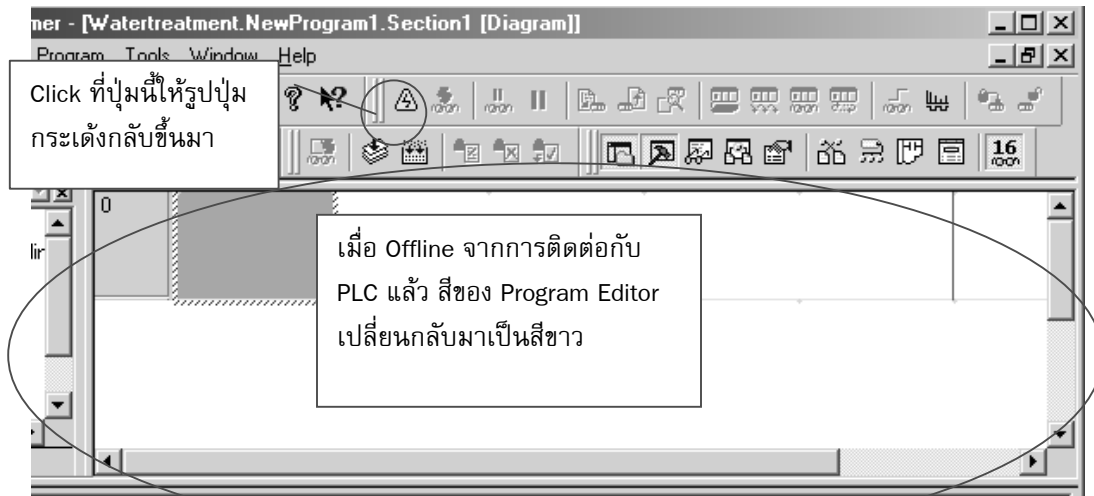 mer - [Watertreatment.NewProgram1.Section1 [Diagram]]
Program Tools Window Help
Click ที่ปุ่มนี้ให้รูปปุ่ม
กระเด้งกลับขึ้นมา
16
0
lin
เมื่อ Offline จากการติดต่อกับ
PLC แล้ว สีของ Program Editor
เปลี่ยนกลับมาเป็นสีขาว